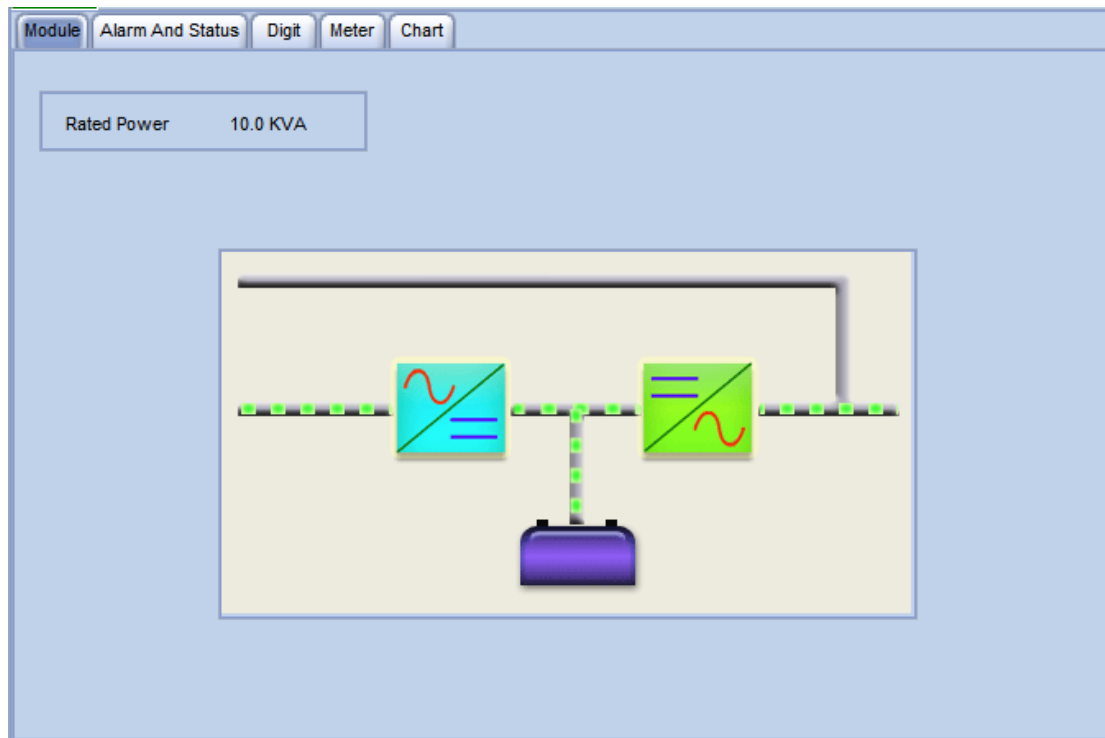 Module Alarm And Status Digit Meter Chart
Rated Power 10.0 KVA